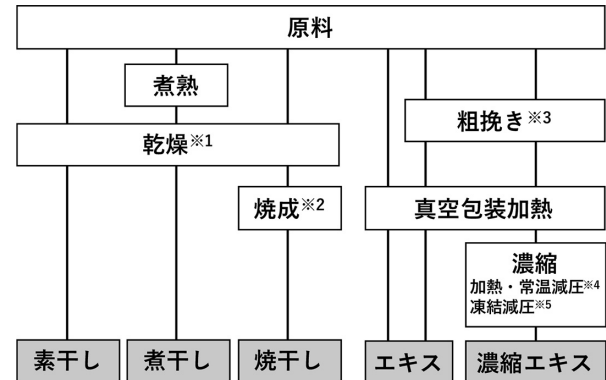 原料
煮熟
粗挽き※3
乾燥※1
焼成※2
真空包装加熱
濃縮
加熱・常温減圧※4
凍結減圧※5
素干し
煮干し
焼干し
エキス
濃縮エキス